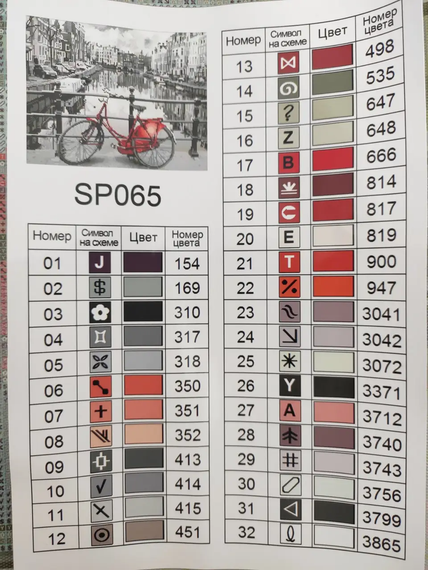 SP065
Номер Символ на схеме Цвет Номер цвета
01 J 154
02 $ 169
03 310
04 317
05 318
06 350
07 + 351
08 352
09 413
10 414
11 415
12 451
Номер Символ на схеме Цвет Номер цвета
13 498
14 535
15 ? 647
16 Z 648
17 B 666
18 814
19 817
20 E 819
21 T 900
22 % 947
23 3041
24 3042
25 3072
26 Y 3371
27 A 3712
28 3740
29 # 3743
30 3756
31 3799
32 3865